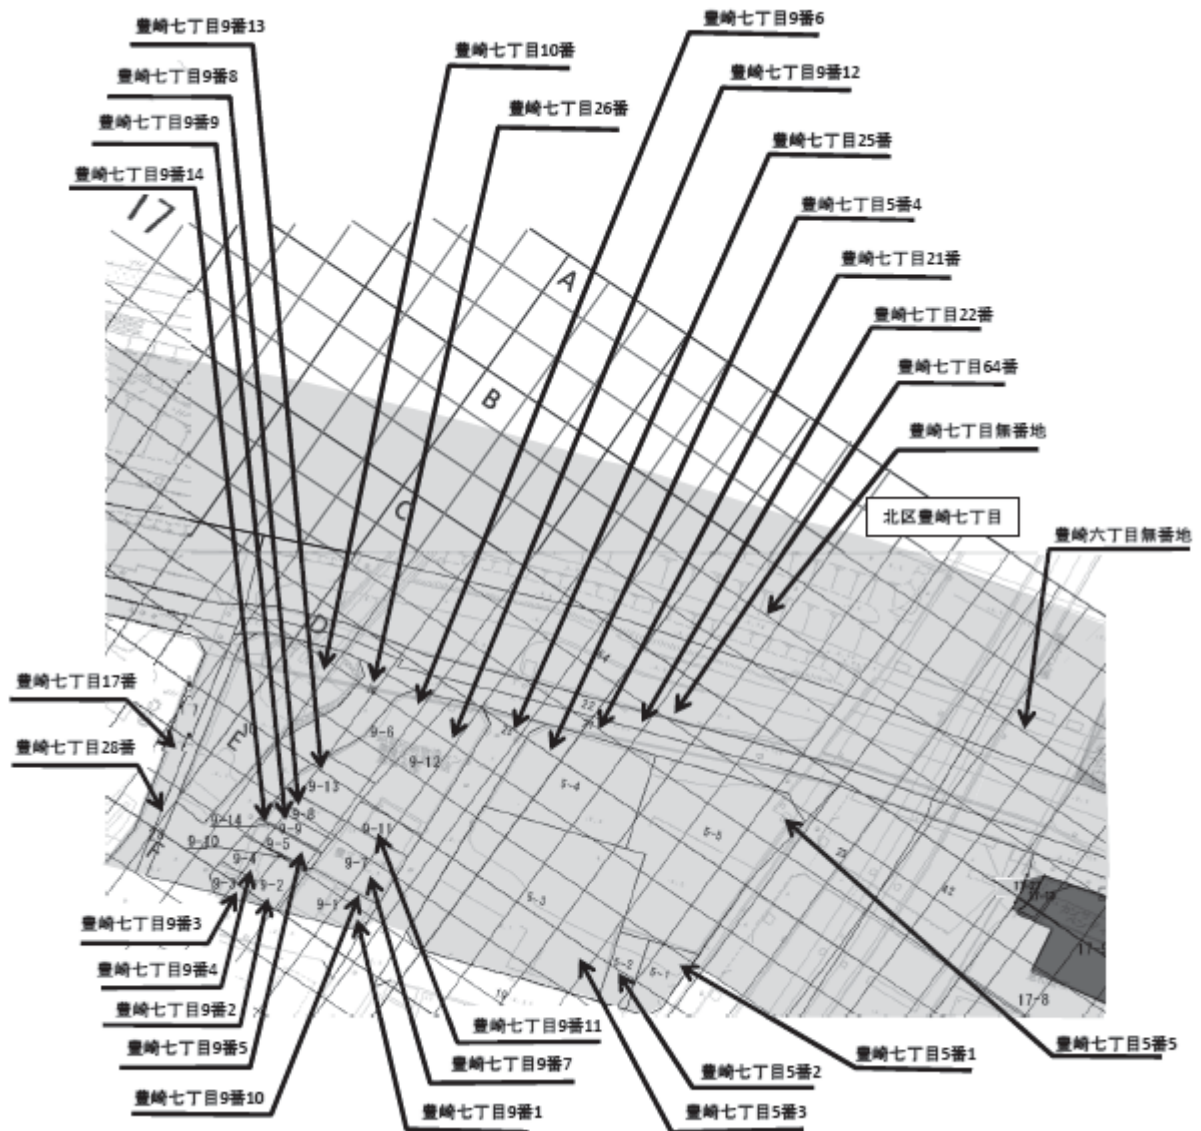 豊崎七丁目9番13
豊崎七丁目9番6
豊崎七丁目10番
豊崎七丁目9番8
豊崎七丁目9番12
豊崎七丁目26番
豊崎七丁目9番9
豊崎七丁目25番
豊崎七丁目9番14
豊崎七丁目5番4
17
豊崎七丁目21番
A
豊崎七丁目22番
豊崎七丁目64番
B
豊崎七丁目無番地
C
北区豊崎七丁目
豊崎六丁目無番地
D
豊崎七丁目17番
豊崎七丁目28番
E
9-6
9-12
9-13
5-4
9-8
9-14
9-9
9-11
5-5
9-10
9-5
F
9-4
9-7
9-3
9-2
42
9-1
5-3
5-2
5-1
17-8
豊崎七丁目9番3
豊崎七丁目9番4
豊崎七丁目9番2
豊崎七丁目9番11
豊崎七丁目9番5
豊崎七丁目5番5
豊崎七丁目5番1
豊崎七丁目9番7
豊崎七丁目5番2
豊崎七丁目9番10
豊崎七丁目9番1
豊崎七丁目5番3